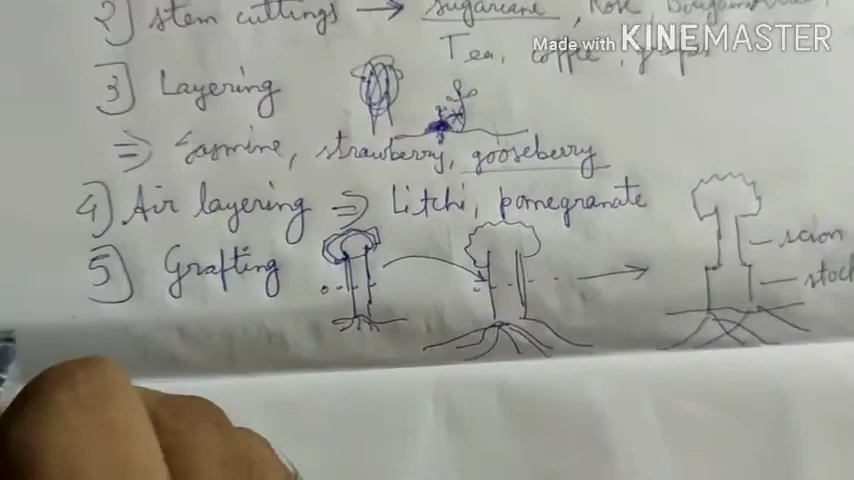 2] stem cuttings → sugarcane, Rose
Tea, coffee, grapes
Made with KINEMASTER
3] Layering
⇒ Jasmine, strawberry, gooseberry
4] Air layering ⇒ Litchi, pomegranate
5] Grafting
scion
stock